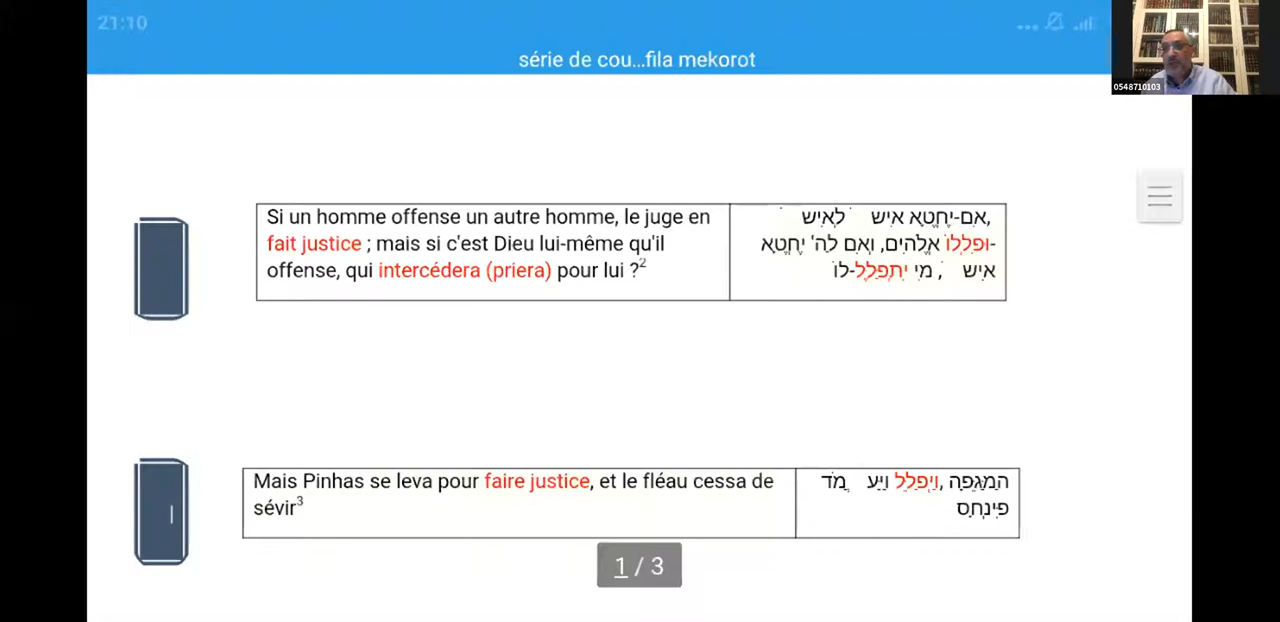 21:10
série de cou...fila mekorot
0548710103
Si un homme offense un autre homme, le juge en
fait justice ; mais si c'est Dieu lui-même qu'il
offense, qui intercédera (priera) pour lui ?2
אִם-יֶחֱטָא אִישׁ לְאִישׁ,
וּפִלְלוֹ אֱלֹהִים, וְאִם לַה' יֶחֱטָא-
אִישׁ, מִי יִתְפַּלֶּל-לוֹ
Mais Pinhas se leva pour faire justice, et le fléau cessa de
sévir3
הַמַּגֵּפָה, וַיְפַלֵּל וַיַּעֲמֹד
פִּינְחָס
1 / 3